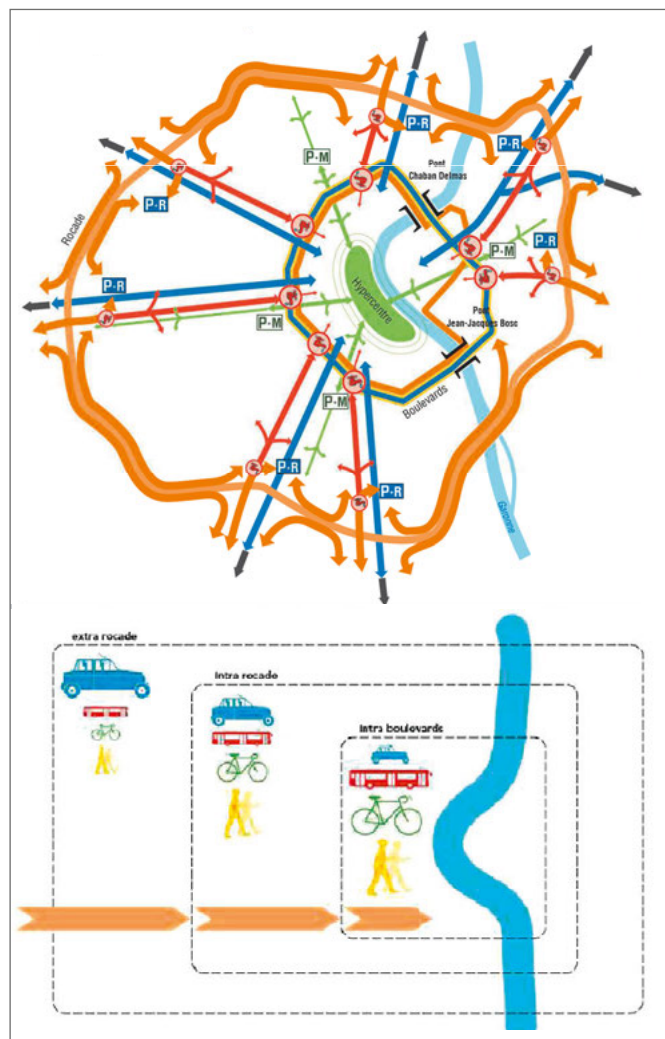 P-R
Pont
Chaban Delmas
P-R
P-M
P-R
Rocade
P-M
P-R
P-R
Hypercentre
P-M
Pont
Jean-Jacques Bosc
P-M
Boulevards
P-R
P-R
Garonne
extra rocade
intra rocade
intra boulevards